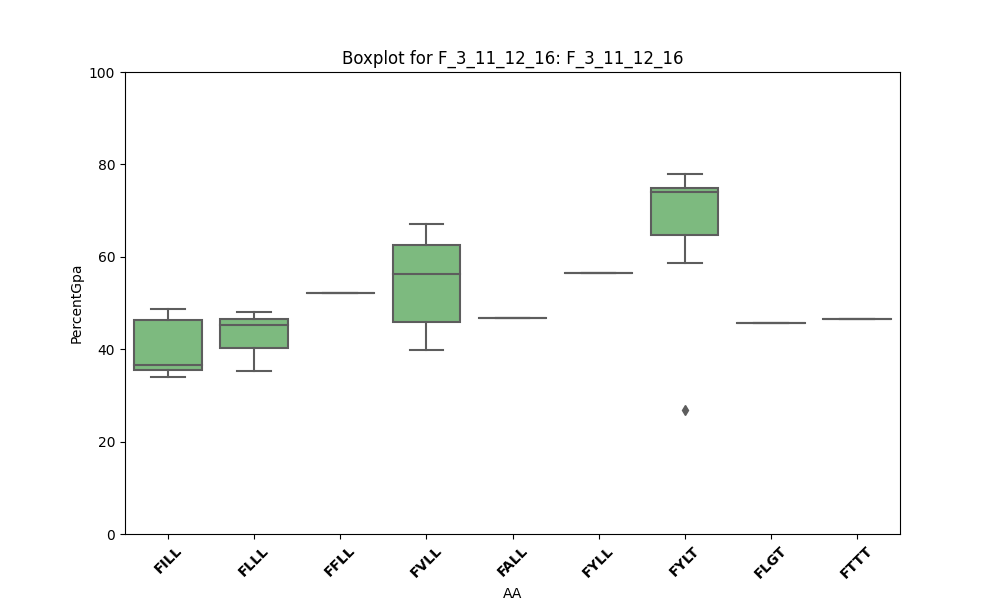 Boxplot for F_3_11_12_16: F_3_11_12_16
100
80
60
40
20
0
PercentGpa
FILL
FLLL
FFLL
FVLL
FALL
FYLL
FYLT
FLGT
FTTT
AA